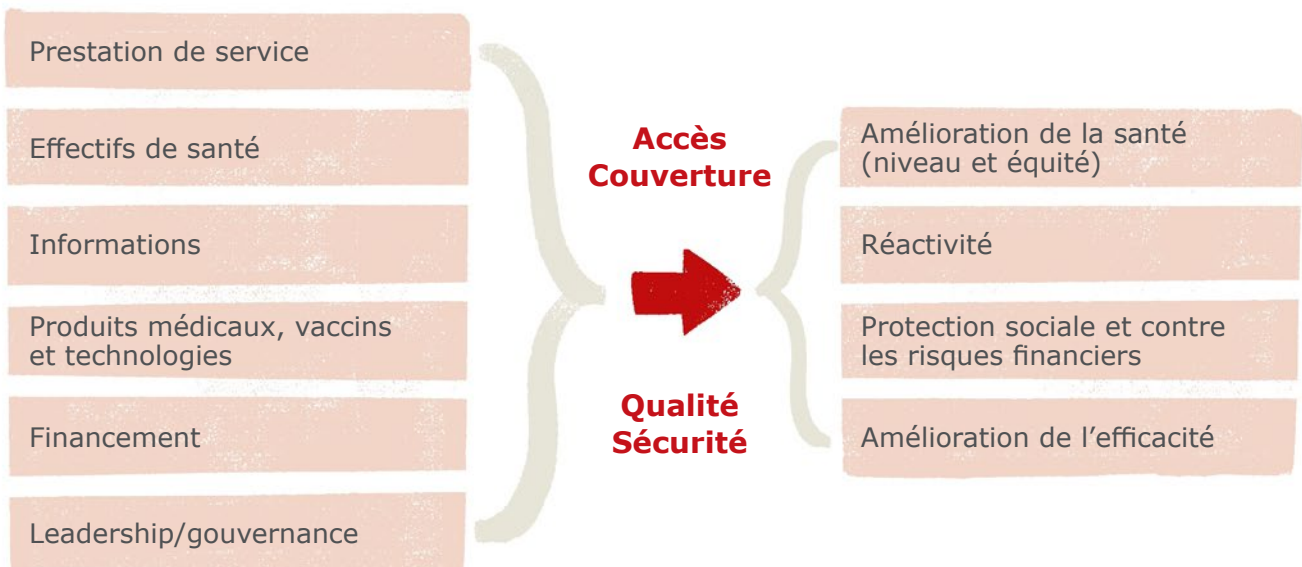 Prestation de service
Effectifs de santé
Informations
Produits médicaux, vaccins
et technologies
Financement
Leadership/gouvernance
Accès
Couverture
Qualité
Sécurité
Amélioration de la santé
(niveau et équité)
Réactivité
Protection sociale et contre
les risques financiers
Amélioration de l’efficacité